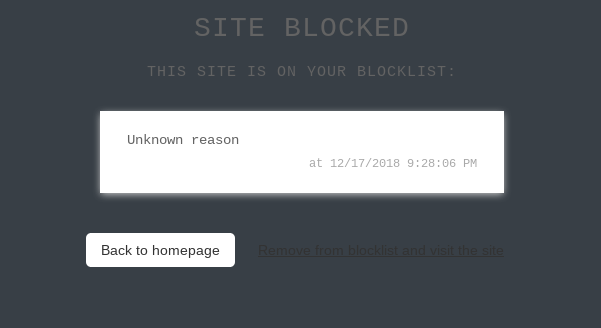 SITE BLOCKED
THIS SITE IS ON YOUR BLOCKLIST:
Unknown reason
at 12/17/2018 9:28:06 PM
Back to homepage
Remove from blocklist and visit the site